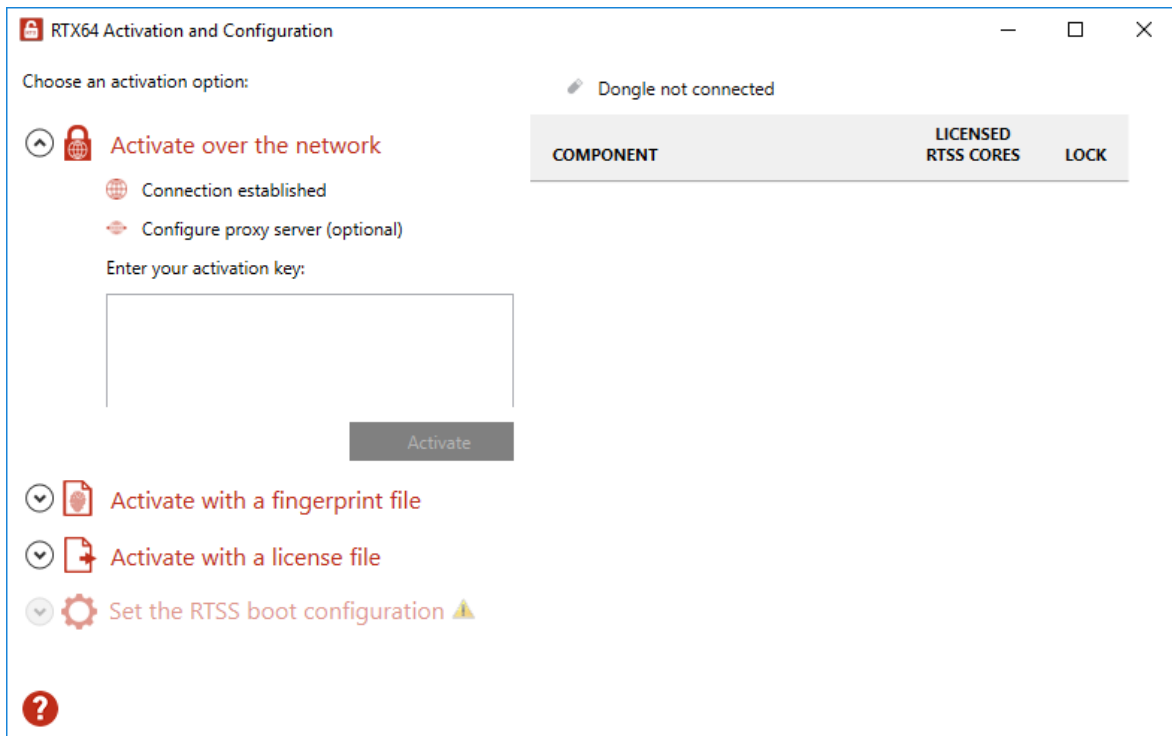 RTX64 Activation and Configuration
Choose an activation option:
Activate over the network
Connection established
Configure proxy server (optional)
Enter your activation key:
Activate
Activate with a fingerprint file
Activate with a license file
Set the RTSS boot configuration
?
Dongle not connected
COMPONENT
LICENSED
RTSS CORES
LOCK